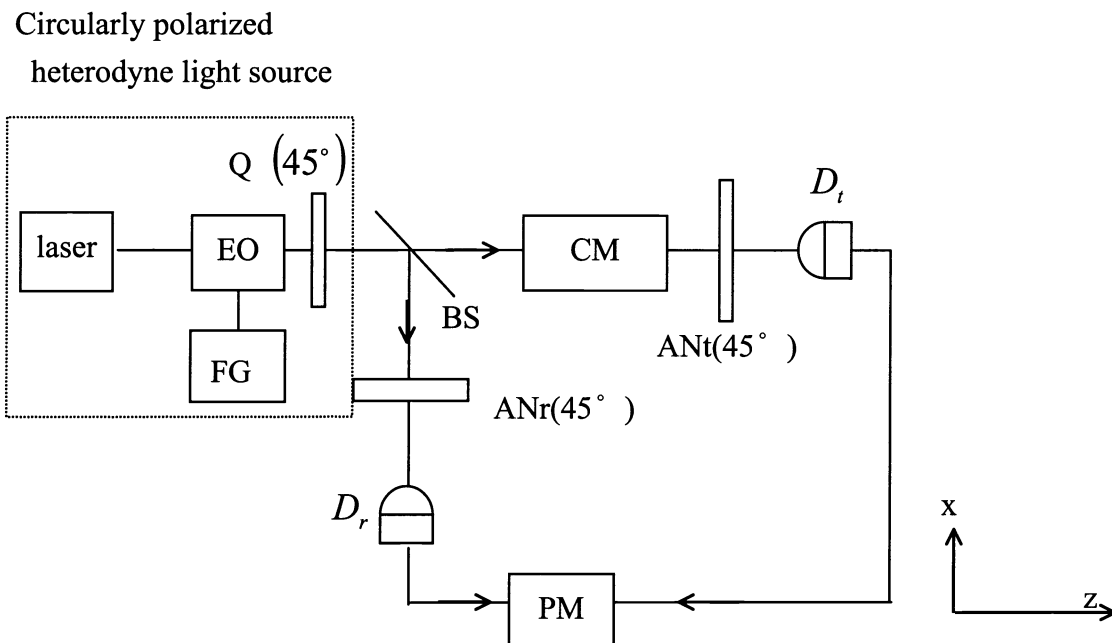 Circularly polarized
heterodyne light source
Q (45°)
laser
EO
FG
BS
CM
D_t
ANt(45°)
ANr(45°)
D_r
PM
x
z